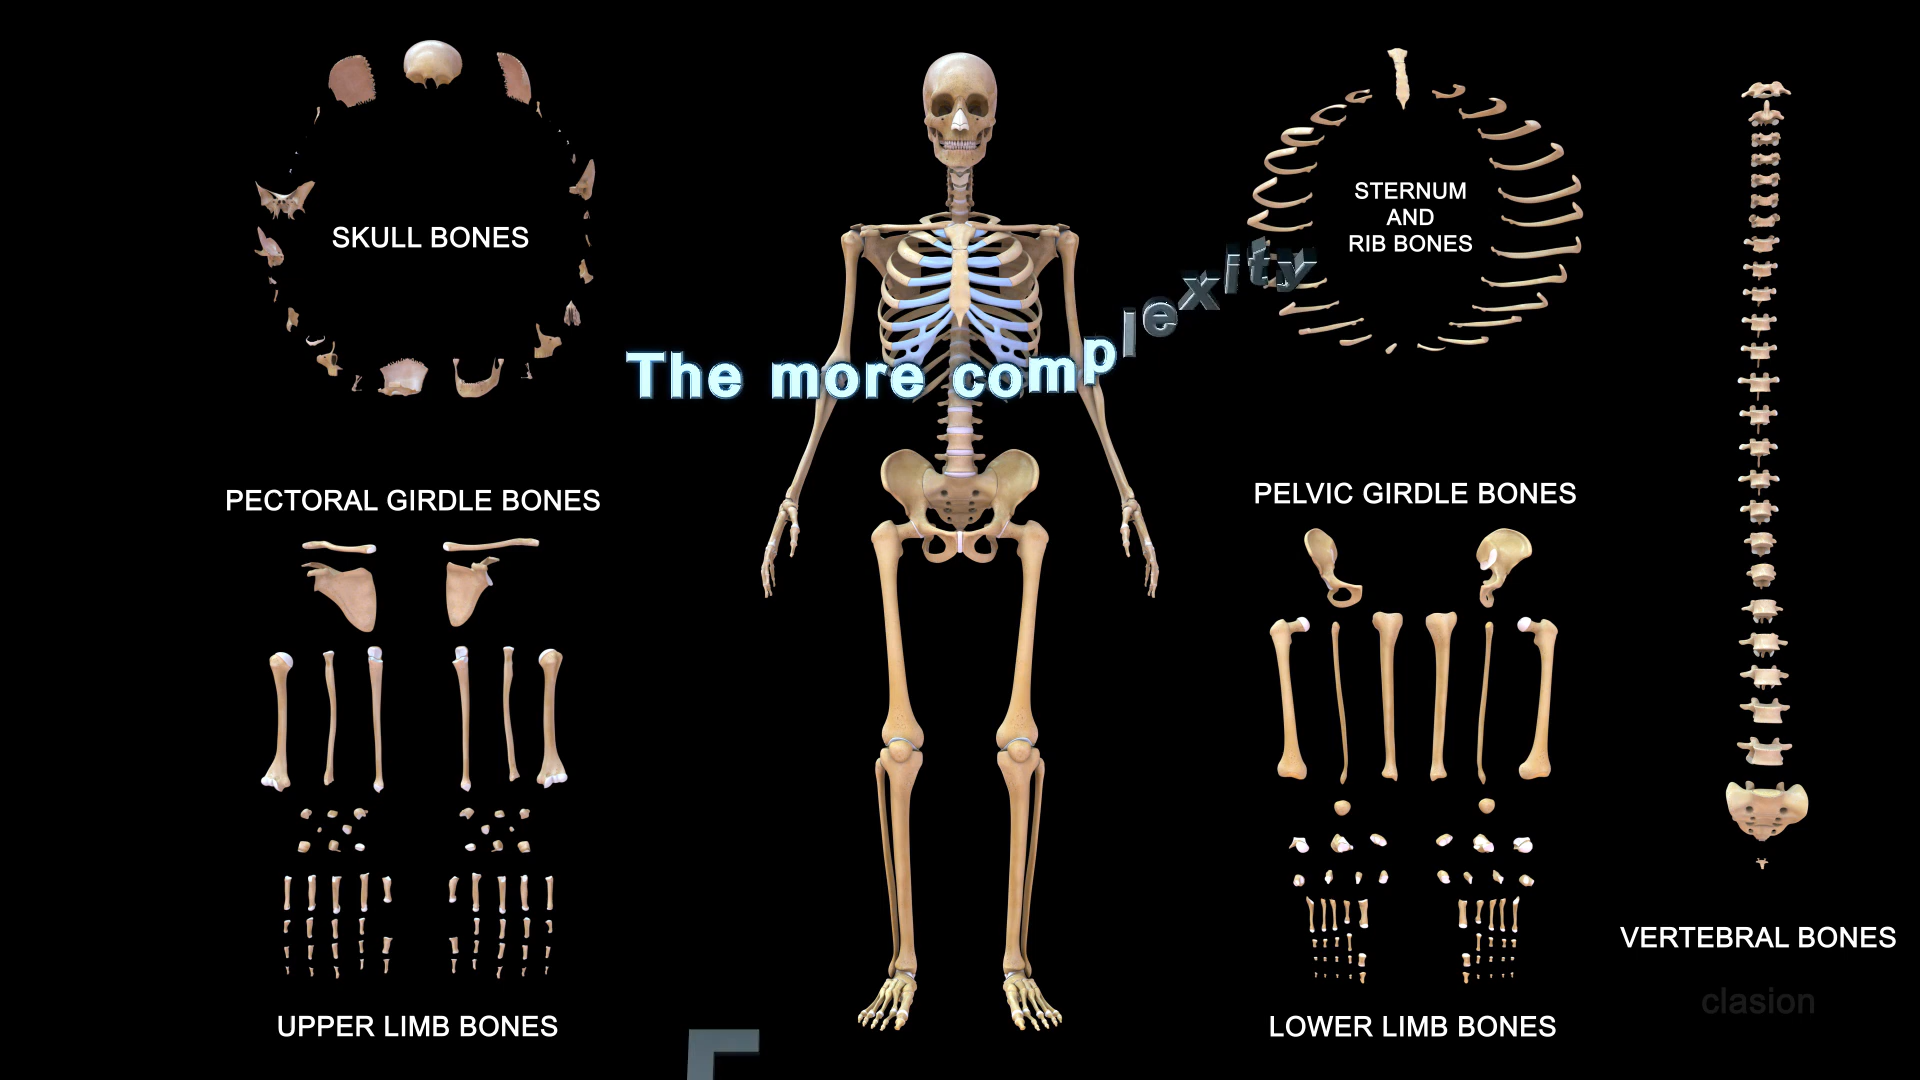 SKULL BONES
STERNUM
AND
RIB BONES
The more complexity
PECTORAL GIRDLE BONES
PELVIC GIRDLE BONES
VERTEBRAL BONES
clasion
UPPER LIMB BONES
LOWER LIMB BONES